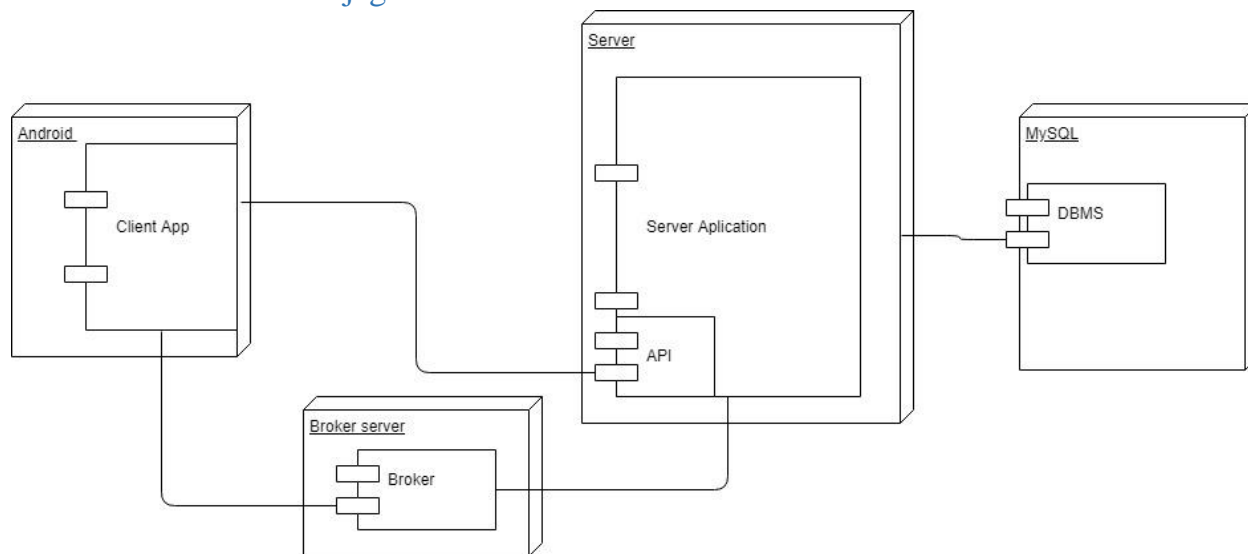 Server
Android
Client App
MySQL
DBMS
Server Aplication
API
Broker server
Broker